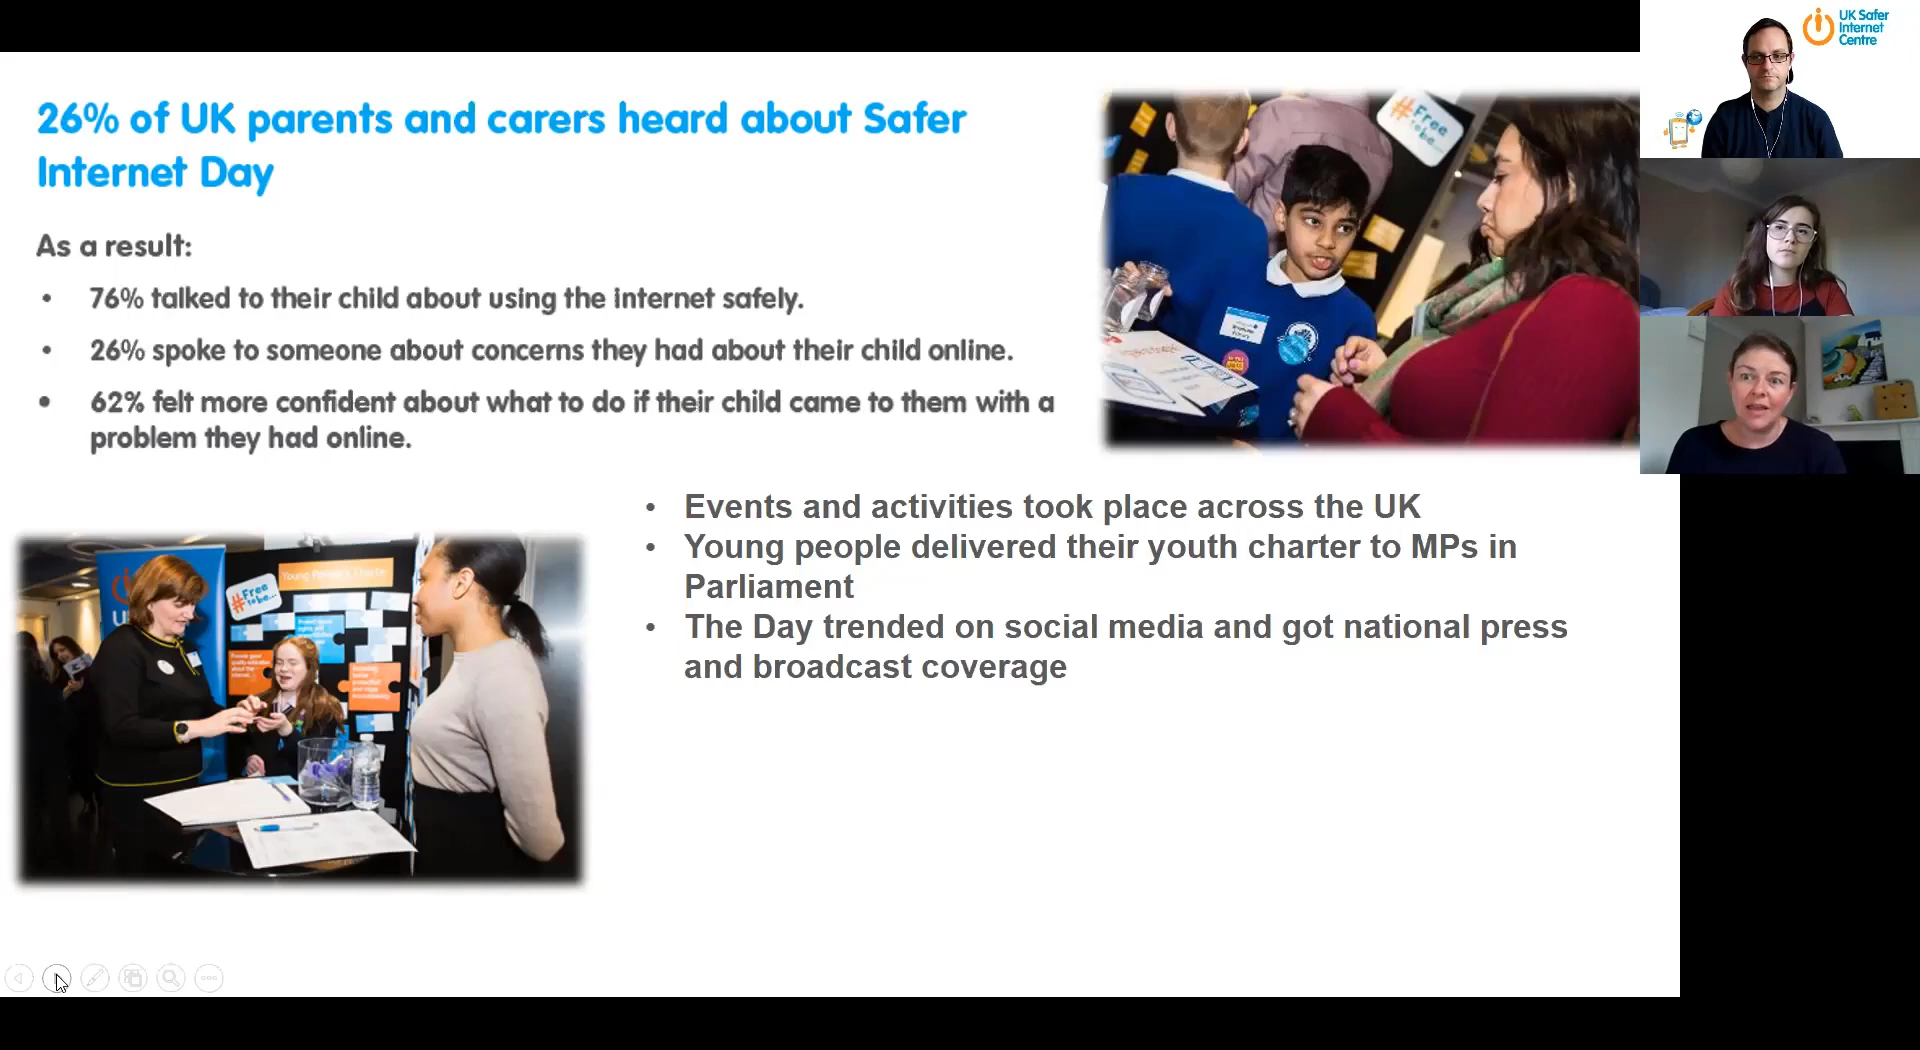 26% of UK parents and carers heard about Safer
Internet Day
As a result:
• 76% talked to their child about using the internet safely.
• 26% spoke to someone about concerns they had about their child online.
• 62% felt more confident about what to do if their child came to them with a
problem they had online.
#Free
to be...
UK Safer
Internet
Centre
• Events and activities took place across the UK
• Young people delivered their youth charter to MPs in
Parliament
• The Day trended on social media and got national press
and broadcast coverage
#Free
to be...